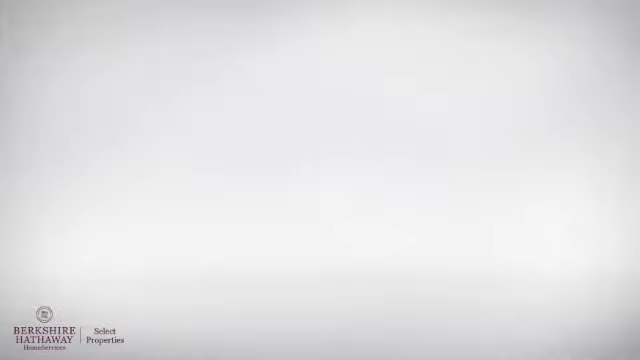 BERKSHIRE
HATHAWAY
HomeServices
Select
Properties